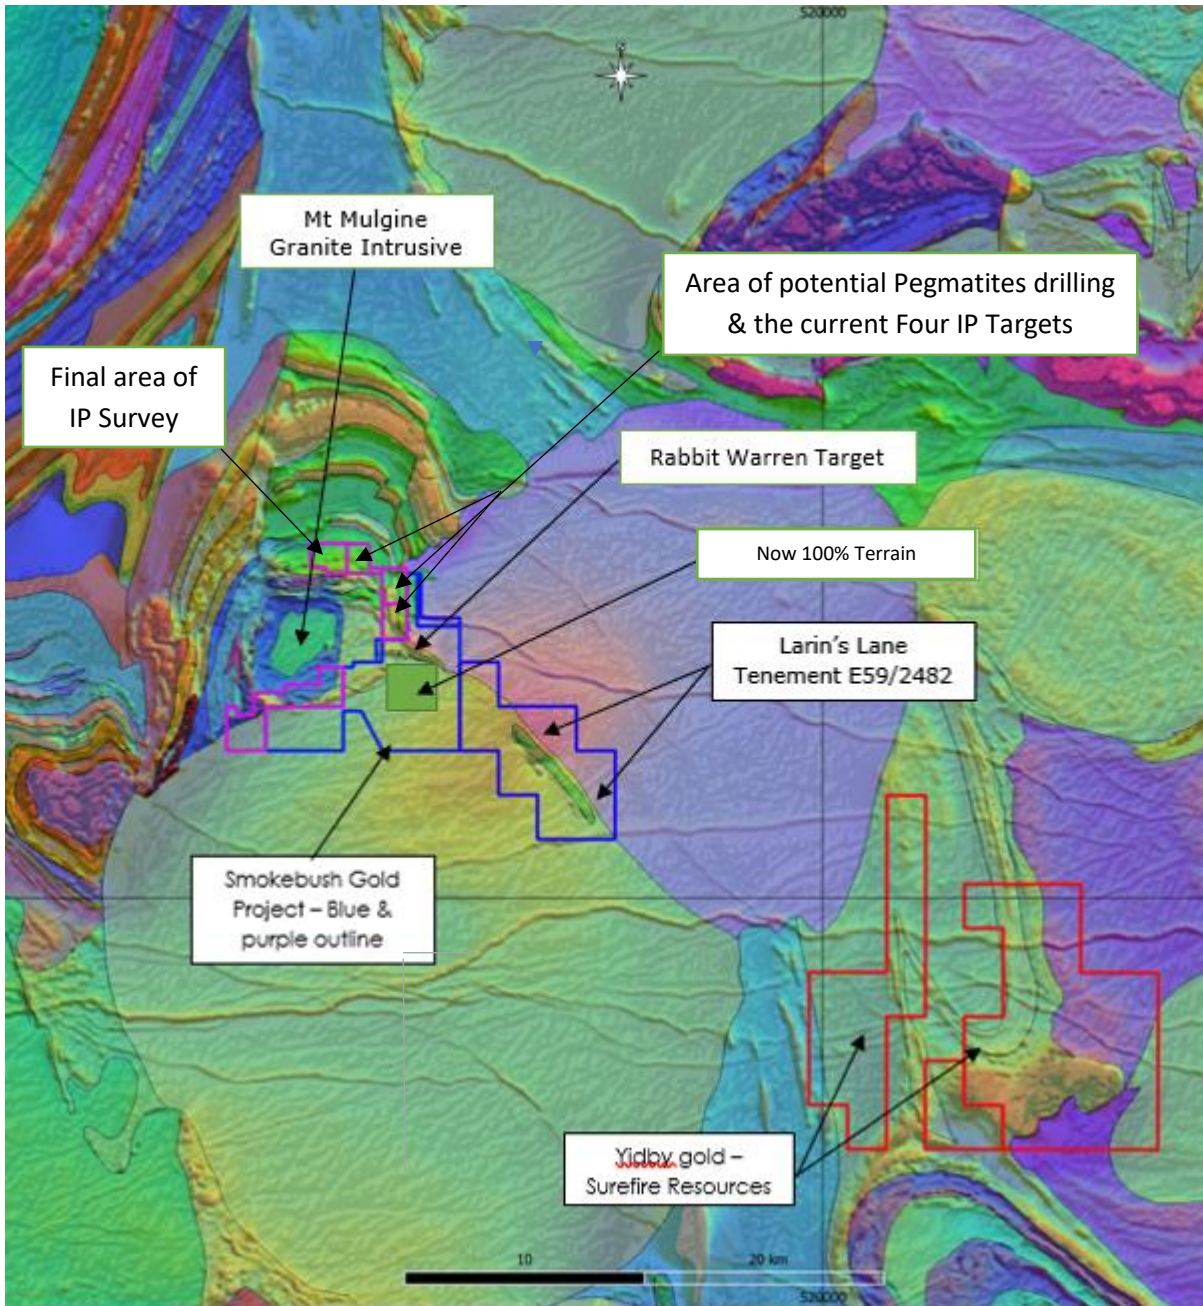 520000
Mt Mulgine
Granite Intrusive
Area of potential Pegmatites drilling
& the current Four IP Targets
Final area of
IP Survey
Rabbit Warren Target
Now 100% Terrain
Larin's Lane
Tenement E59/2482
Smokebush Gold
Project – Blue &
purple outline
Yidby gold –
Surefire Resources
10
20 km
520000